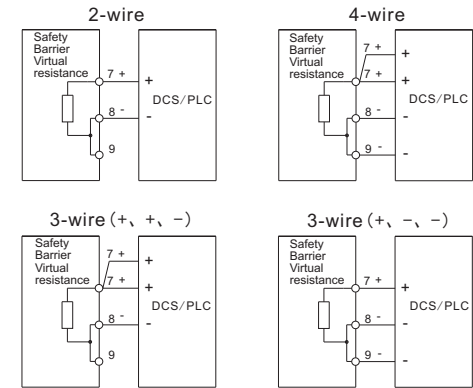 2-wire
Safety
Barrier
Virtual
resistance
7 +
8 -
9
+
DCS/PLC
-
4-wire
Safety
Barrier
Virtual
resistance
7 +
7 +
8 -
9 -
+
+
DCS/PLC
-
-
3-wire (+、+、−)
Safety
Barrier
Virtual
resistance
7 +
7 +
8 -
9
+
+
DCS/PLC
-
3-wire (+、−、−)
Safety
Barrier
Virtual
resistance
7 +
8 -
9 -
+
DCS/PLC
-
-